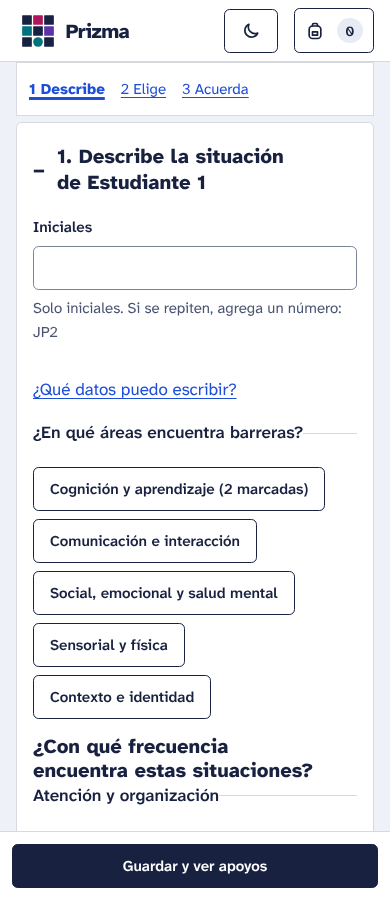 Prizma
0
1 Describe
2 Elige
3 Acuerda
– 1. Describe la situación
de Estudiante 1
Iniciales
Solo iniciales. Si se repiten, agrega un número:
JP2
¿Qué datos puedo escribir?
¿En qué áreas encuentra barreras?
Cognición y aprendizaje (2 marcadas)
Comunicación e interacción
Social, emocional y salud mental
Sensorial y física
Contexto e identidad
¿Con qué frecuencia
encuentra estas situaciones?
Atención y organización
Guardar y ver apoyos